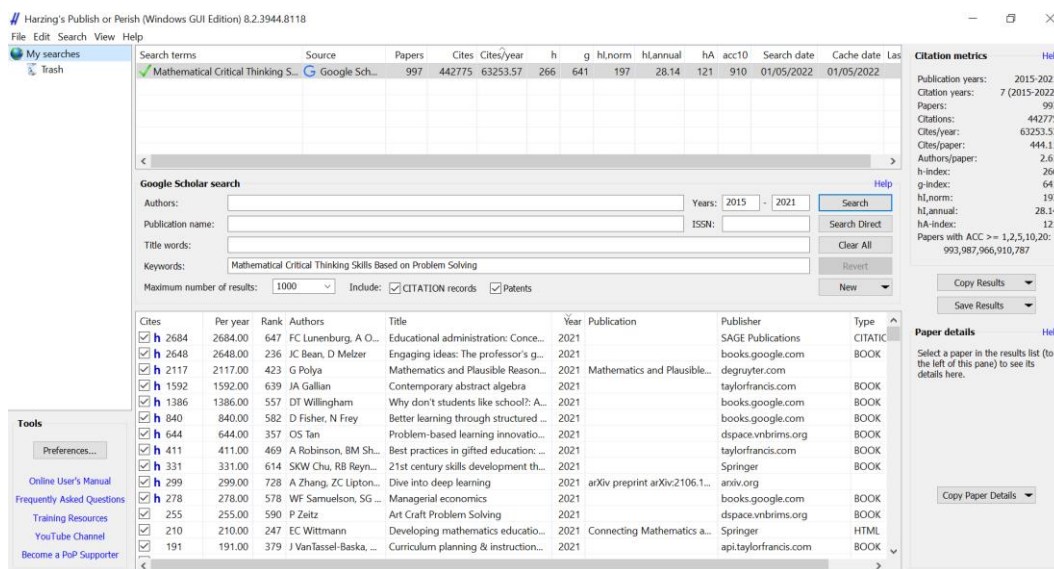 Harzing's Publish or Perish (Windows GUI Edition) 8.2.3944.8118
File Edit Search View Help
My searches
Trash
Search terms Source Papers Cites Cites/year h g hI,norm hI,annual hA acc10 Search date Cache date Las
Mathematical Critical Thinking S... Google Sch... 997 442775 63253.57 266 641 197 28.14 121 910 01/05/2022 01/05/2022
Google Scholar search Help
Authors: Years: 2015 - 2021 Search
Publication name: ISSN: Search Direct
Title words: Clear All
Keywords: Mathematical Critical Thinking Skills Based on Problem Solving Revert
Maximum number of results: 1000 Include: CITATION records Patents New
Cites Per year Rank Authors Title Year Publication Publisher Type
h 2684 2684.00 647 FC Lunenburg, A O... Educational administration: Conce... 2021 SAGE Publications CITATIC
h 2648 2648.00 236 JC Bean, D Melzer Engaging ideas: The professor's g... 2021 books.google.com BOOK
h 2117 2117.00 423 G Polya Mathematics and Plausible Reason... 2021 Mathematics and Plausible... degruyter.com
h 1592 1592.00 639 JA Gallian Contemporary abstract algebra 2021 taylorfrancis.com BOOK
h 1386 1386.00 557 DT Willingham Why don't students like school?: A... 2021 books.google.com BOOK
h 840 840.00 582 D Fisher, N Frey Better learning through structured ... 2021 books.google.com BOOK
h 644 644.00 357 OS Tan Problem-based learning innovatio... 2021 dspace.vnbrims.org BOOK
h 411 411.00 469 A Robinson, BM Sh... Best practices in gifted education: ... 2021 taylorfrancis.com BOOK
h 331 331.00 614 SKW Chu, RB Reyn... 21st century skills development th... 2021 Springer BOOK
h 299 299.00 728 A Zhang, ZC Lipton... Dive into deep learning 2021 arXiv preprint arXiv:2106.1... arxiv.org
h 278 278.00 578 WF Samuelson, SG ... Managerial economics 2021 books.google.com BOOK
255 255.00 590 P Zeitz Art Craft Problem Solving 2021 dspace.vnbrims.org BOOK
210 210.00 247 EC Wittmann Developing mathematics educatio... 2021 Connecting Mathematics a... Springer HTML
191 191.00 379 J VanTassel-Baska, ... Curriculum planning & instruction... 2021 api.taylorfrancis.com BOOK
Tools
Preferences...
Online User's Manual
Frequently Asked Questions
Training Resources
YouTube Channel
Become a PoP Supporter
Citation metrics Hel
Publication years: 2015-202
Citation years: 7 (2015-2022
Papers: 99
Citations: 44277
Cites/year: 63253.5
Cites/paper: 444.1
Authors/paper: 2.6
h-index: 26
g-index: 64
hI,norm: 19
hI,annual: 28.1
hA-index: 12
Papers with ACC >= 1,2,5,10,20:
993,987,966,910,787
Copy Results
Save Results
Paper details Hel
Select a paper in the results list (to
the left of this pane) to see its
details here.
Copy Paper Details